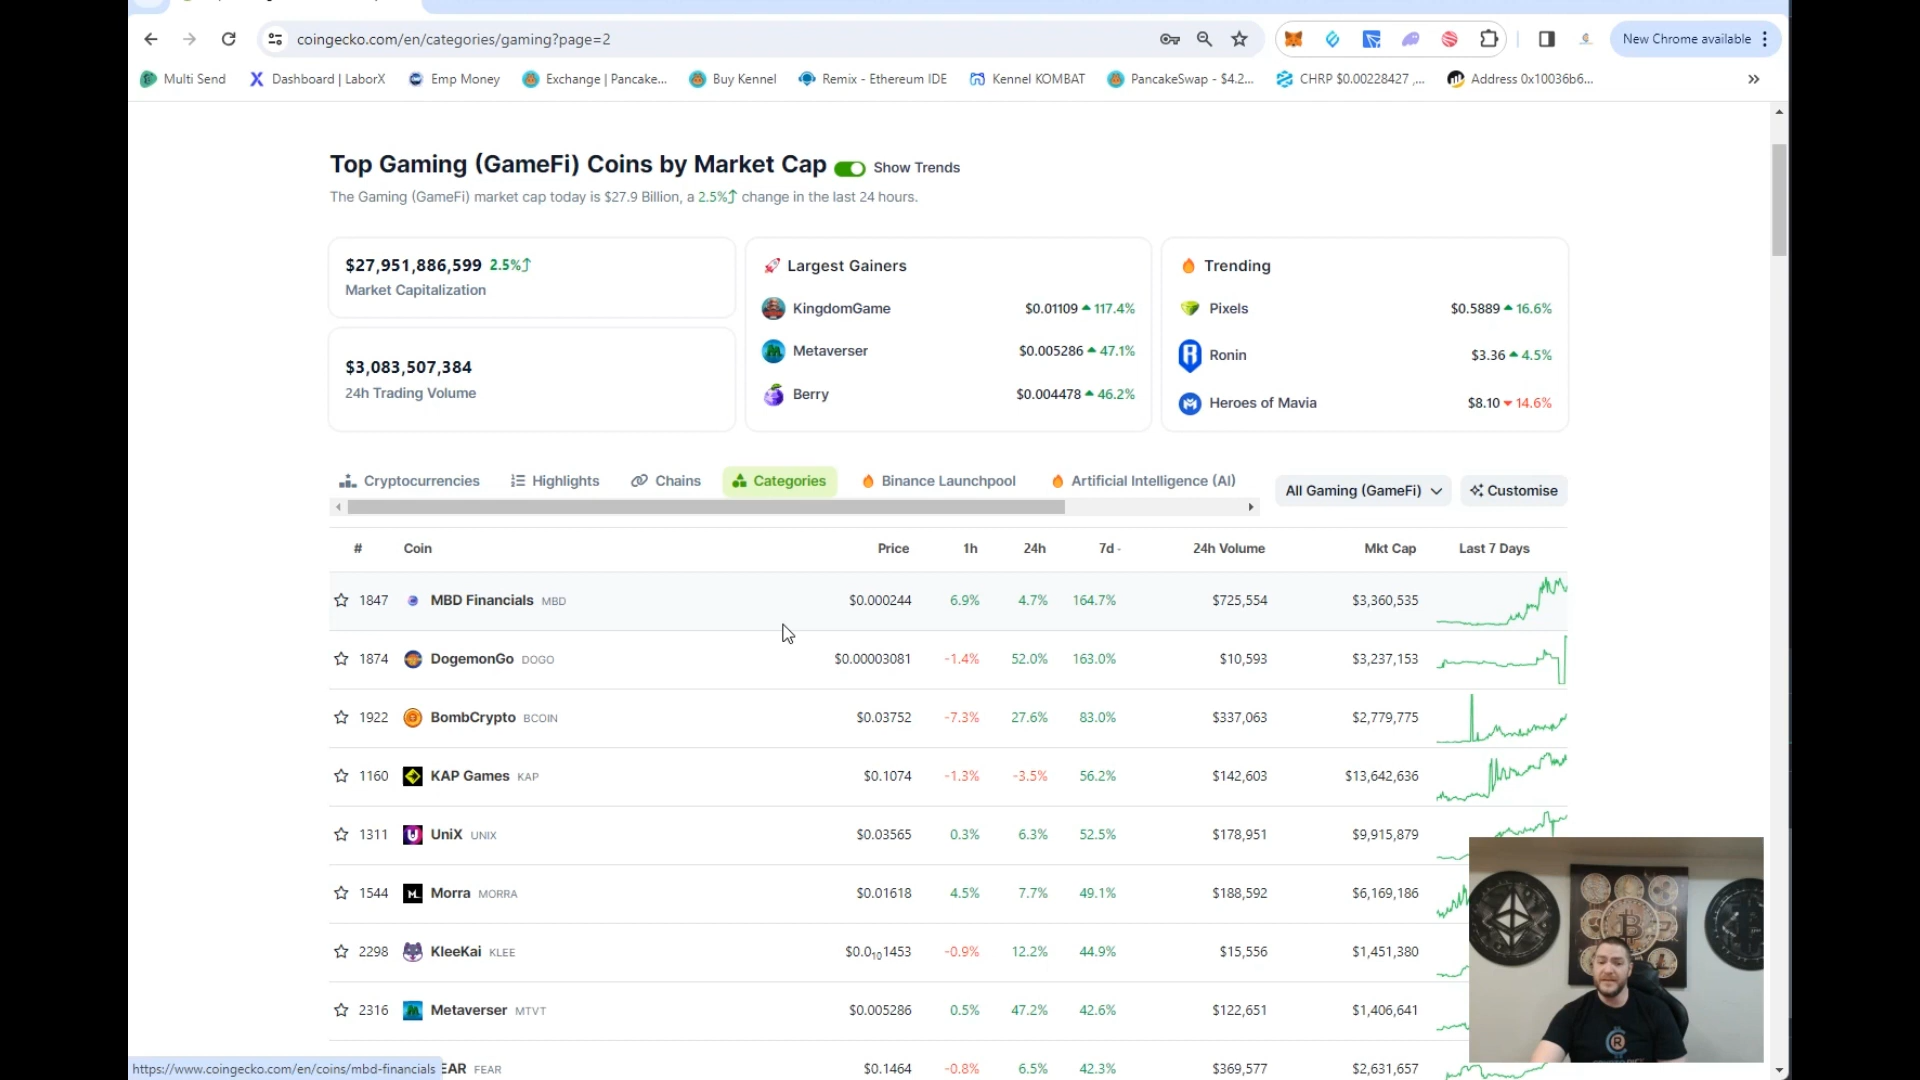 coingecko.com/en/categories/gaming?page=2
New Chrome available
Multi Send
Dashboard | LaborX
Emp Money
Exchange | Pancake...
Buy Kennel
Remix - Ethereum IDE
Kennel KOMBAT
PancakeSwap - $4.2...
CHRP $0.00228427 ,...
Address 0x10036b6...
Top Gaming (GameFi) Coins by Market Cap Show Trends
The Gaming (GameFi) market cap today is $27.9 Billion, a 2.5% change in the last 24 hours.
$27,951,886,599 2.5%
Market Capitalization
$3,083,507,384
24h Trading Volume
Largest Gainers
KingdomGame $0.01109 117.4%
Metaverser $0.005286 47.1%
Berry $0.004478 46.2%
Trending
Pixels $0.5889 16.6%
Ronin $3.36 4.5%
Heroes of Mavia $8.10 14.6%
Cryptocurrencies Highlights Chains Categories Binance Launchpool Artificial Intelligence (AI) All Gaming (GameFi) Customise
# Coin Price 1h 24h 7d 24h Volume Mkt Cap Last 7 Days
1847 MBD Financials MBD $0.000244 6.9% 4.7% 164.7% $725,554 $3,360,535
1874 DogemonGo DOGO $0.00003081 -1.4% 52.0% 163.0% $10,593 $3,237,153
1922 BombCrypto BCOIN $0.03752 -7.3% 27.6% 83.0% $337,063 $2,779,775
1160 KAP Games KAP $0.1074 -1.3% -3.5% 56.2% $142,603 $13,642,636
1311 UniX UNIX $0.03565 0.3% 6.3% 52.5% $178,951 $9,915,879
1544 Morra MORRA $0.01618 4.5% 7.7% 49.1% $188,592 $6,169,186
2298 KleeKai KLEE $0.0₁₀1453 -0.9% 12.2% 44.9% $15,556 $1,451,380
2316 Metaverser MTVT $0.005286 0.5% 47.2% 42.6% $122,651 $1,406,641
EAR FEAR $0.1464 -0.8% 6.5% 42.3% $369,577 $2,631,657
https://www.coingecko.com/en/coins/mbd-financials